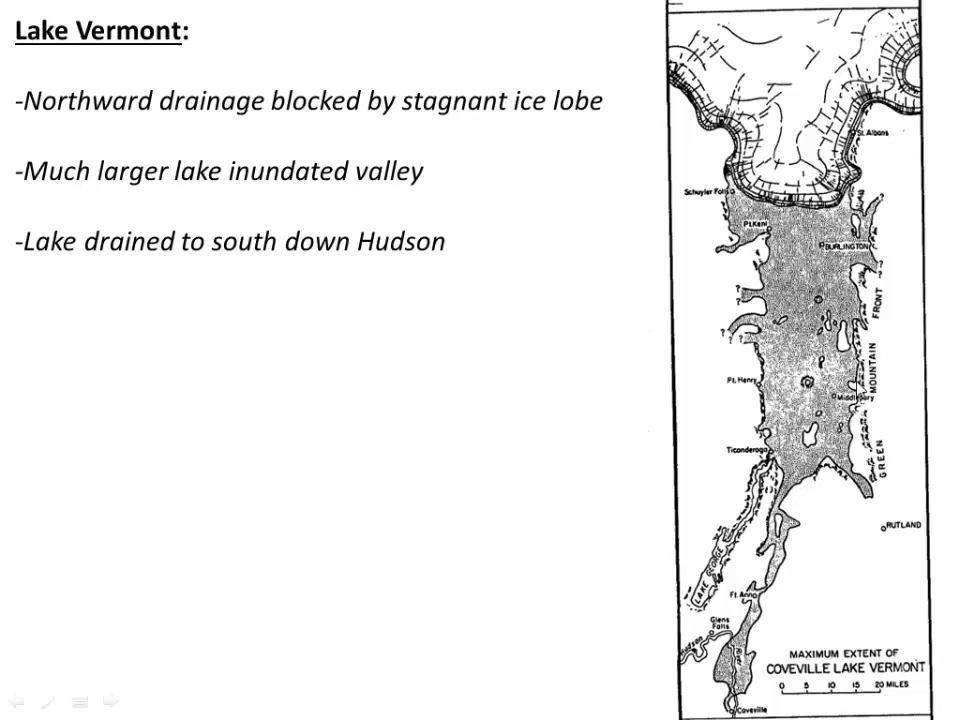 Lake Vermont:
-Northward drainage blocked by stagnant ice lobe
-Much larger lake inundated valley
-Lake drained to south down Hudson
St. Albans
Schuyler Falls
Pt. Kent
BURLINGTON
?
?
?
?
? ?
FRONT
MOUNTAIN
GREEN
Pt. Henry
Middlebury
Ticonderoga
RUTLAND
LAKE GEORGE
Ft. Ann
Glens
Falls
Hudson
River
MAXIMUM EXTENT OF
COVEVILLE LAKE VERMONT
0 5 10 15 20 MILES
Coveville